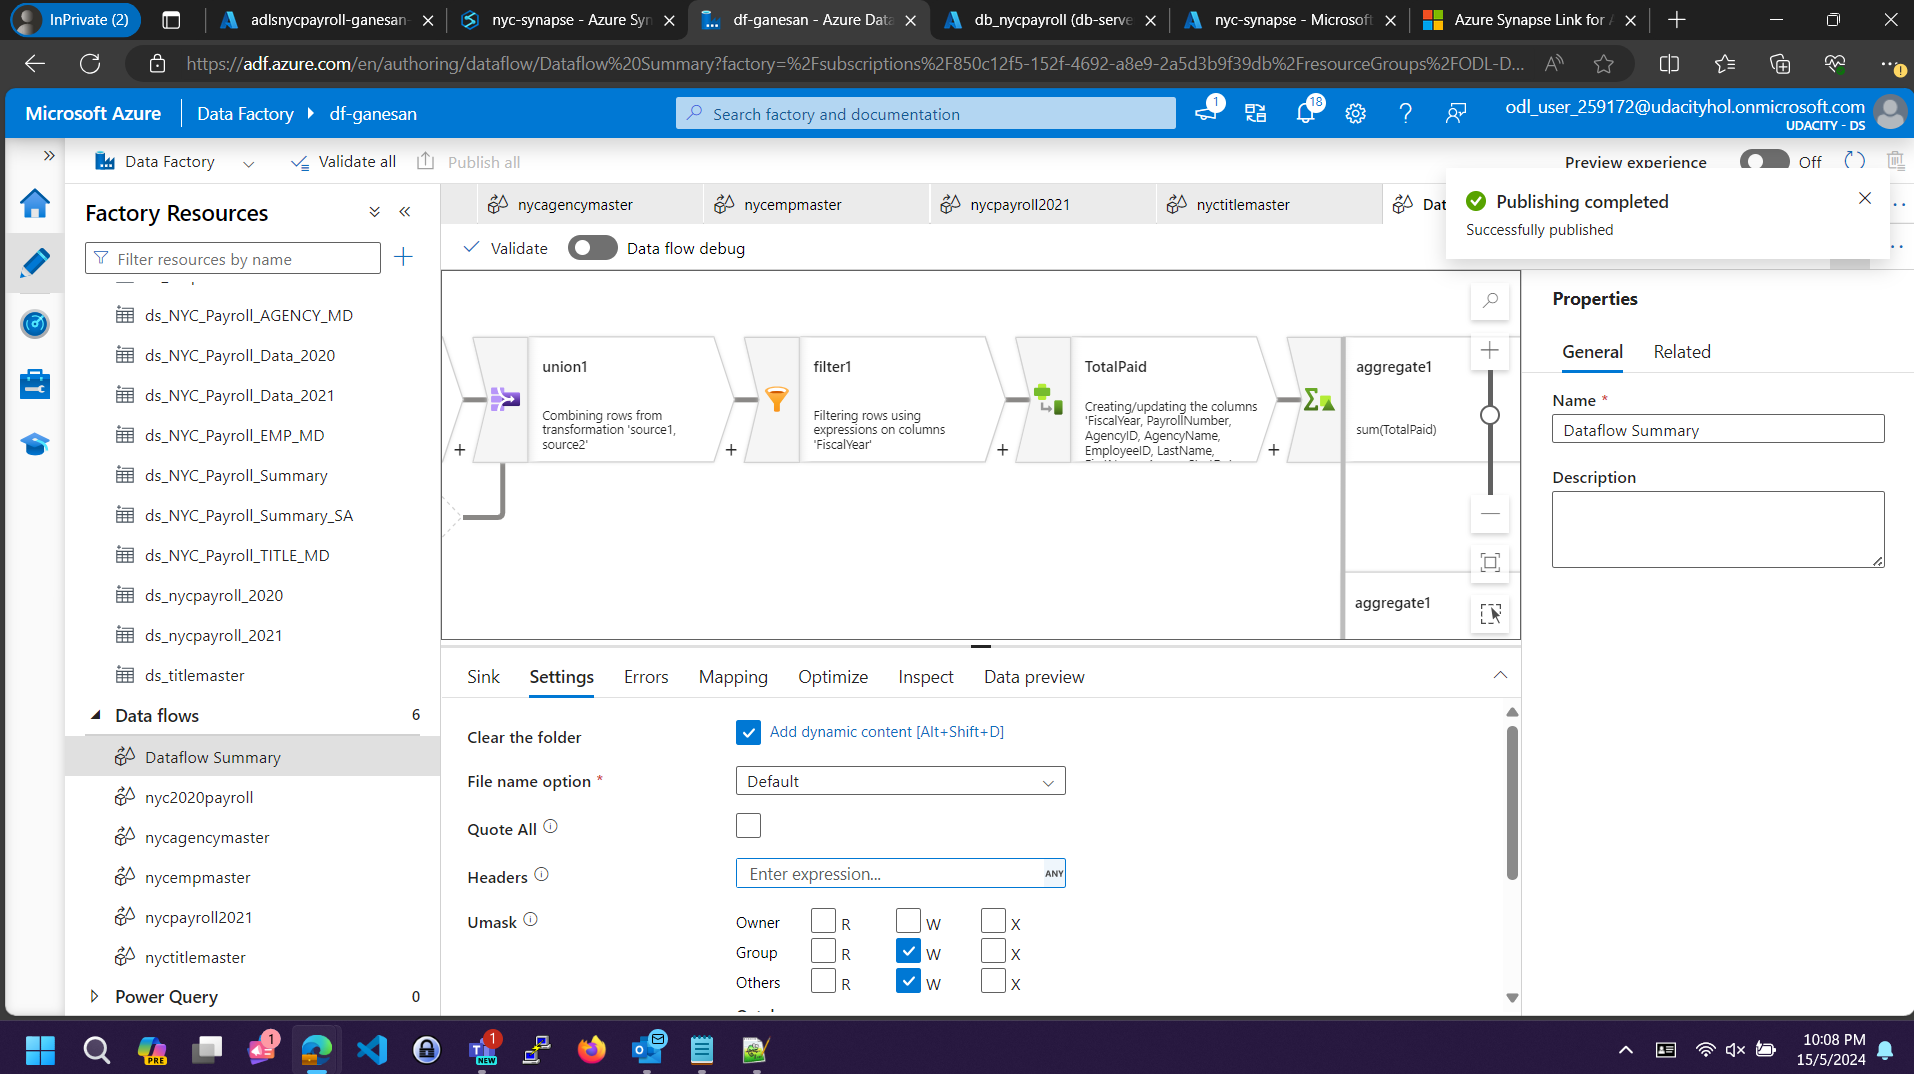 InPrivate (2)
adlsnycpayroll-ganesan-
nyc-synapse - Azure Syn
df-ganesan - Azure Data
db_nycpayroll (db-serve
nyc-synapse - Microsoft
Azure Synapse Link for A
https://adf.azure.com/en/authoring/dataflow/Dataflow%20Summary?factory=%2Fsubscriptions%2F850c12f5-152f-4692-a8e9-2a5d3b9f39db%2FresourceGroups%2FODL-D...
Microsoft Azure
Data Factory
df-ganesan
Search factory and documentation
1
18
odl_user_259172@udacityhol.onmicrosoft.com
UDACITY - DS
Data Factory
Validate all
Publish all
Preview experience
Off
Factory Resources
Filter resources by name
nycagencymaster
nycempmaster
nycpayroll2021
nyctitlemaster
Dat
Publishing completed
Successfully published
Validate
Data flow debug
ds_NYC_Payroll_AGENCY_MD
ds_NYC_Payroll_Data_2020
ds_NYC_Payroll_Data_2021
ds_NYC_Payroll_EMP_MD
ds_NYC_Payroll_Summary
ds_NYC_Payroll_Summary_SA
ds_NYC_Payroll_TITLE_MD
ds_nycpayroll_2020
ds_nycpayroll_2021
ds_titlemaster
Data flows 6
Dataflow Summary
nyc2020payroll
nycagencymaster
nycempmaster
nycpayroll2021
nyctitlemaster
Power Query 0
union1
Combining rows from
transformation 'source1,
source2'
filter1
Filtering rows using
expressions on columns
'FiscalYear'
TotalPaid
Creating/updating the columns
'FiscalYear, PayrollNumber,
AgencyID, AgencyName,
EmployeeID, LastName,
aggregate1
sum(TotalPaid)
aggregate1
Properties
General
Related
Name *
Dataflow Summary
Description
Sink
Settings
Errors
Mapping
Optimize
Inspect
Data preview
Clear the folder
Add dynamic content [Alt+Shift+D]
File name option *
Default
Quote All
Headers
Enter expression...
ANY
Umask
Owner R W X
Group R W X
Others R W X
PRE
1
1
NEW
10:08 PM
15/5/2024